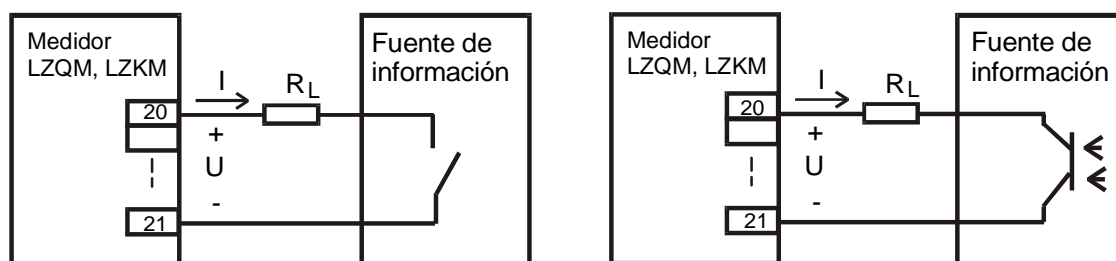 Medidor
LZQM, LZKM
Fuente de
información
I
R L
20
+
U
-
21
Medidor
LZQM, LZKM
Fuente de
información
I
R L
20
+
U
-
21